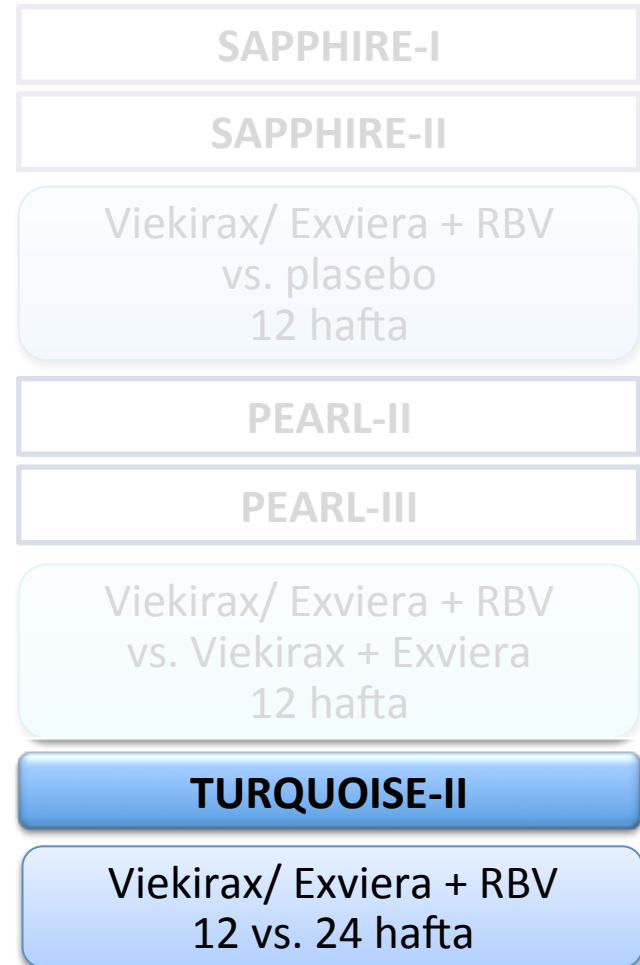 SAPPHIRE-I
SAPPHIRE-II
Viekirax/ Exviera + RBV
vs. plasebo
12 hafta
PEARL-II
PEARL-III
Viekirax/ Exviera + RBV
vs. Viekirax + Exviera
12 hafta
TURQUOISE-II
Viekirax/ Exviera + RBV
12 vs. 24 hafta